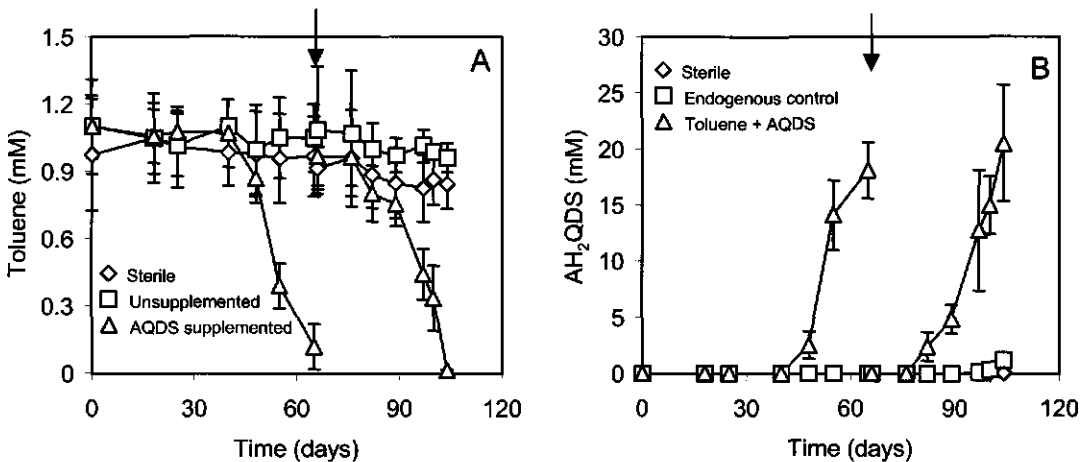 A
1.5
1.2
0.9
0.6
0.3
0
Toluene (mM)
Sterile
Unsupplemented
AQDS supplemented
0 30 60 90 120
Time (days)
B
30
25
20
15
10
5
0
AH₂QDS (mM)
Sterile
Endogenous control
Toluene + AQDS
0 30 60 90 120
Time (days)